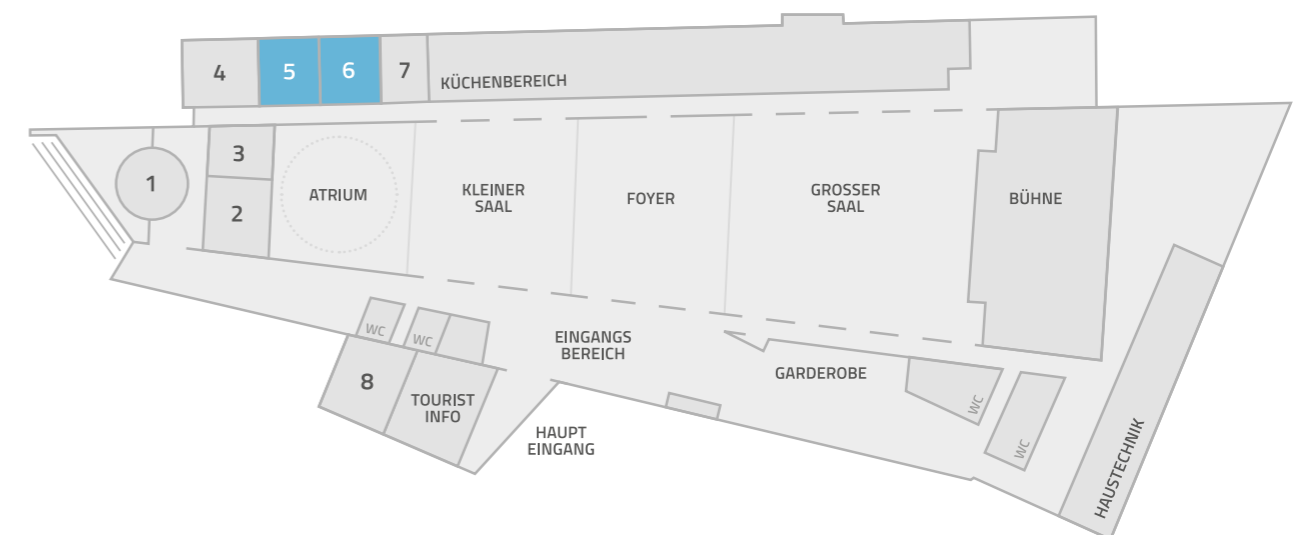 4
5
6
7
KÜCHENBEREICH
1
3
2
ATRIUM
KLEINER
SAAL
FOYER
GROSSER
SAAL
BÜHNE
WC
WC
EINGANGS
BEREICH
GARDEROBE
8
TOURIST
INFO
HAUPT
EINGANG
WC
WC
HAUSTECHNIK